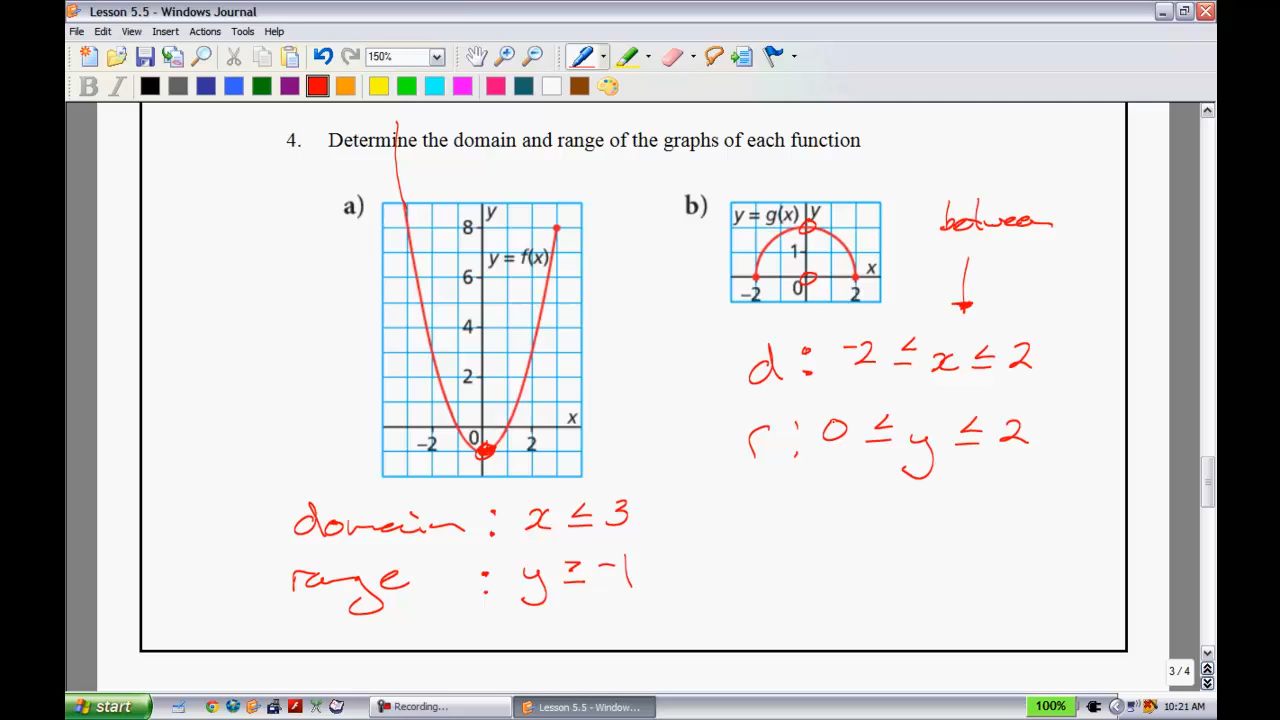 Lesson 5.5 - Windows Journal
File Edit View Insert Actions Tools Help
150%
B I
4. Determine the domain and range of the graphs of each function
a)
y
8
y = f(x)
6
4
2
x
-2 0 2
b)
y = g(x) y
1
x
-2 0 2
between
d : -2 ≤ x ≤ 2
r : 0 ≤ y ≤ 2
domain : x ≤ 3
range : y ≥ -1
3 / 4
start
Recording...
Lesson 5.5 - Window...
100%
10:21 AM